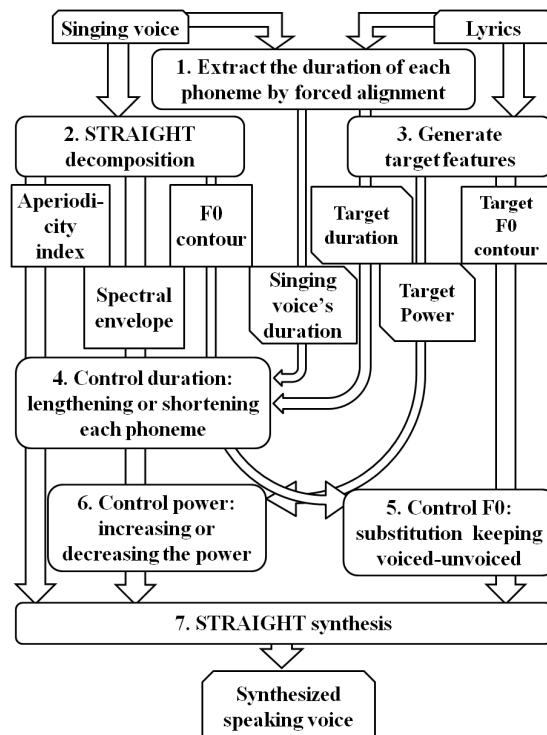 Singing voice
Lyrics
1. Extract the duration of each
phoneme by forced alignment
2. STRAIGHT
decomposition
3. Generate
target features
Aperiodi-
city
index
F0
contour
Target
duration
Target
F0
contour
Spectral
envelope
Singing
voice's
duration
Target
Power
4. Control duration:
lengthening or shortening
each phoneme
6. Control power:
increasing or
decreasing the power
5. Control F0:
substitution keeping
voiced-unvoiced
7. STRAIGHT synthesis
Synthesized
speaking voice